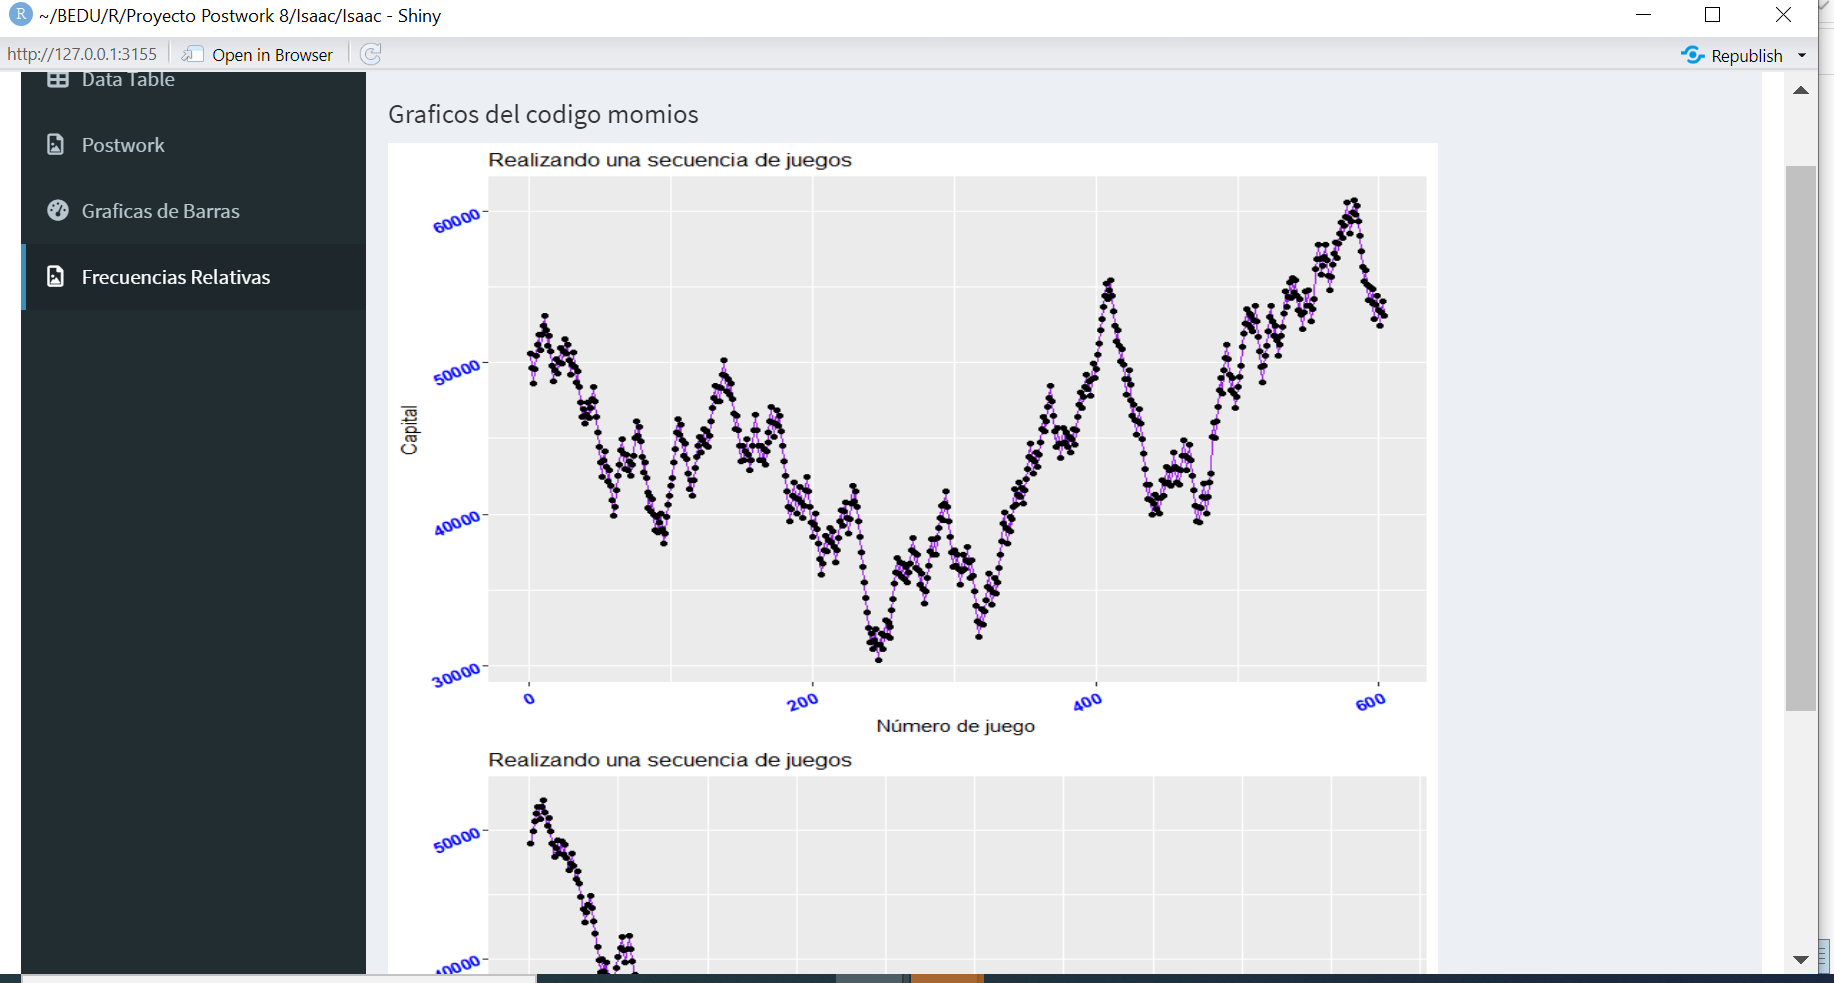 R ~/BEDU/R/Proyecto Postwork 8/Isaac/Isaac - Shiny
http://127.0.0.1:3155 Open in Browser Republish
Data Table
Postwork
Graficas de Barras
Frecuencias Relativas
Graficos del codigo momios
Realizando una secuencia de juegos
60000
50000
40000
30000
Capital
0 200 400 600
Número de juego
Realizando una secuencia de juegos
50000
40000